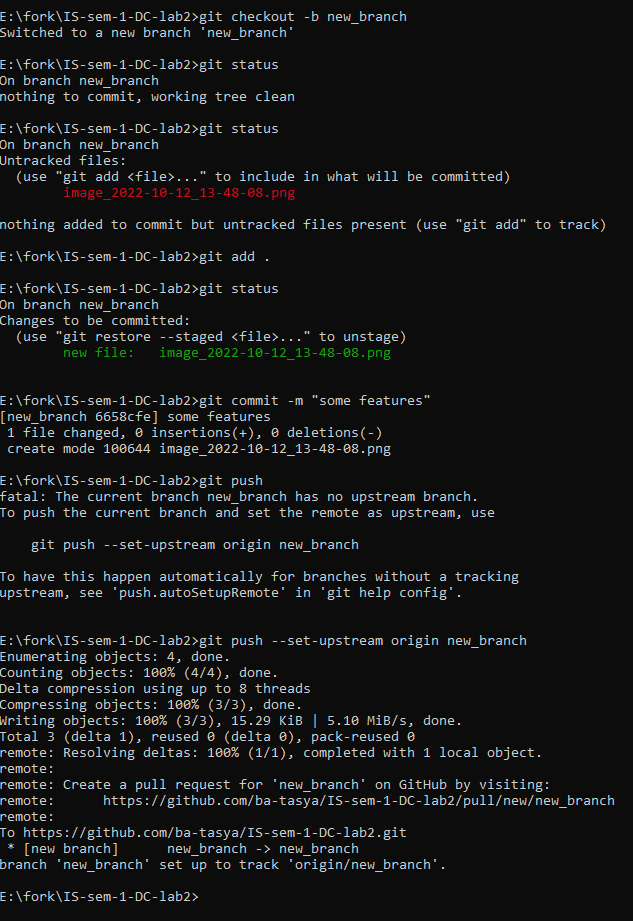 E:\fork\IS-sem-1-DC-lab2>git checkout -b new_branch
Switched to a new branch 'new_branch'
E:\fork\IS-sem-1-DC-lab2>git status
On branch new_branch
nothing to commit, working tree clean
E:\fork\IS-sem-1-DC-lab2>git status
On branch new_branch
Untracked files:
  (use "git add <file>..." to include in what will be committed)
        image_2022-10-12_13-48-08.png
nothing added to commit but untracked files present (use "git add" to track)
E:\fork\IS-sem-1-DC-lab2>git add .
E:\fork\IS-sem-1-DC-lab2>git status
On branch new_branch
Changes to be committed:
  (use "git restore --staged <file>..." to unstage)
        new file:   image_2022-10-12_13-48-08.png
E:\fork\IS-sem-1-DC-lab2>git commit -m "some features"
[new_branch 6658cfe] some features
 1 file changed, 0 insertions(+), 0 deletions(-)
 create mode 100644 image_2022-10-12_13-48-08.png
E:\fork\IS-sem-1-DC-lab2>git push
fatal: The current branch new_branch has no upstream branch.
To push the current branch and set the remote as upstream, use
    git push --set-upstream origin new_branch
To have this happen automatically for branches without a tracking
upstream, see 'push.autoSetupRemote' in 'git help config'.
E:\fork\IS-sem-1-DC-lab2>git push --set-upstream origin new_branch
Enumerating objects: 4, done.
Counting objects: 100% (4/4), done.
Delta compression using up to 8 threads
Compressing objects: 100% (3/3), done.
Writing objects: 100% (3/3), 15.29 KiB | 5.10 MiB/s, done.
Total 3 (delta 1), reused 0 (delta 0), pack-reused 0
remote: Resolving deltas: 100% (1/1), completed with 1 local object.
remote:
remote: Create a pull request for 'new_branch' on GitHub by visiting:
remote:      https://github.com/ba-tasya/IS-sem-1-DC-lab2/pull/new/new_branch
remote:
To https://github.com/ba-tasya/IS-sem-1-DC-lab2.git
 * [new branch]      new_branch -> new_branch
branch 'new_branch' set up to track 'origin/new_branch'.
E:\fork\IS-sem-1-DC-lab2>